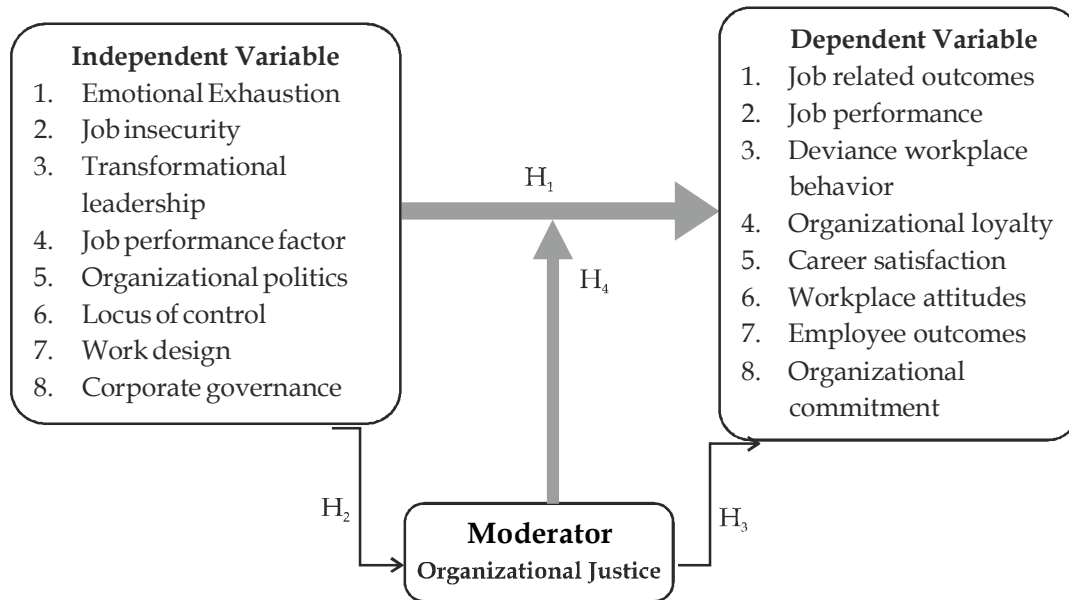 Independent Variable
1. Emotional Exhaustion
2. Job insecurity
3. Transformational
leadership
4. Job performance factor
5. Organizational politics
6. Locus of control
7. Work design
8. Corporate governance
H₁
H₄
Dependent Variable
1. Job related outcomes
2. Job performance
3. Deviance workplace
behavior
4. Organizational loyalty
5. Career satisfaction
6. Workplace attitudes
7. Employee outcomes
8. Organizational
commitment
H₂
Moderator
Organizational Justice
H₃